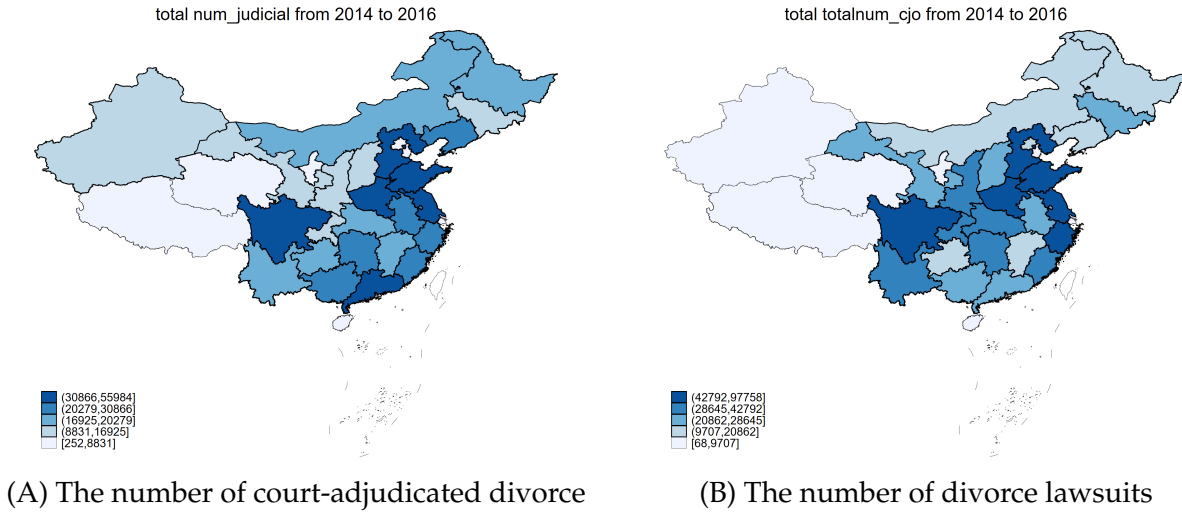 total num_judicial from 2014 to 2016
(30866,55984]
(20279,30866]
(16925,20279]
(8831,16925]
[252,8831]
(A) The number of court-adjudicated divorce
total totalnum_cjo from 2014 to 2016
(42792,97758]
(28645,42792]
(20862,28645]
(9707,20862]
[68,9707]
(B) The number of divorce lawsuits